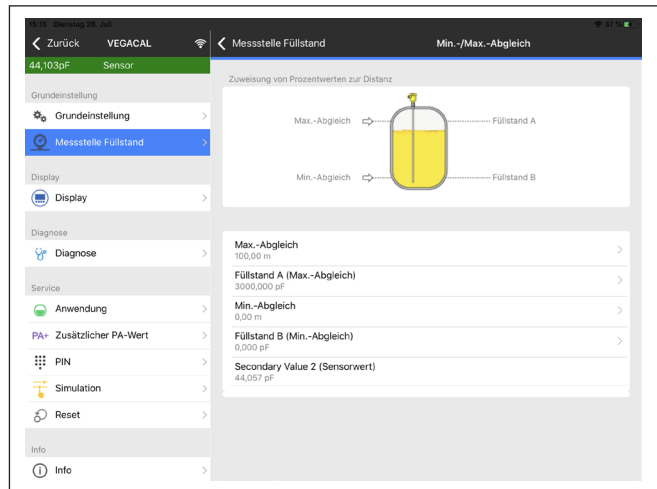 15:15 Dienstag 28. Juli
37 %
Zurück VEGACAL
Messstelle Füllstand
Min.-/Max.-Abgleich
44,103pF Sensor
Grundeinstellung
Grundeinstellung
Messstelle Füllstand
Display
Display
Diagnose
Diagnose
Service
Anwendung
PA+ Zusätzlicher PA-Wert
PIN
Simulation
Reset
Info
Info
Zuweisung von Prozentwerten zur Distanz
Max.-Abgleich
Füllstand A
Min.-Abgleich
Füllstand B
Max.-Abgleich
100,00 m
Füllstand A (Max.-Abgleich)
3000,000 pF
Min.-Abgleich
0,00 m
Füllstand B (Min.-Abgleich)
0,000 pF
Secondary Value 2 (Sensorwert)
44,057 pF